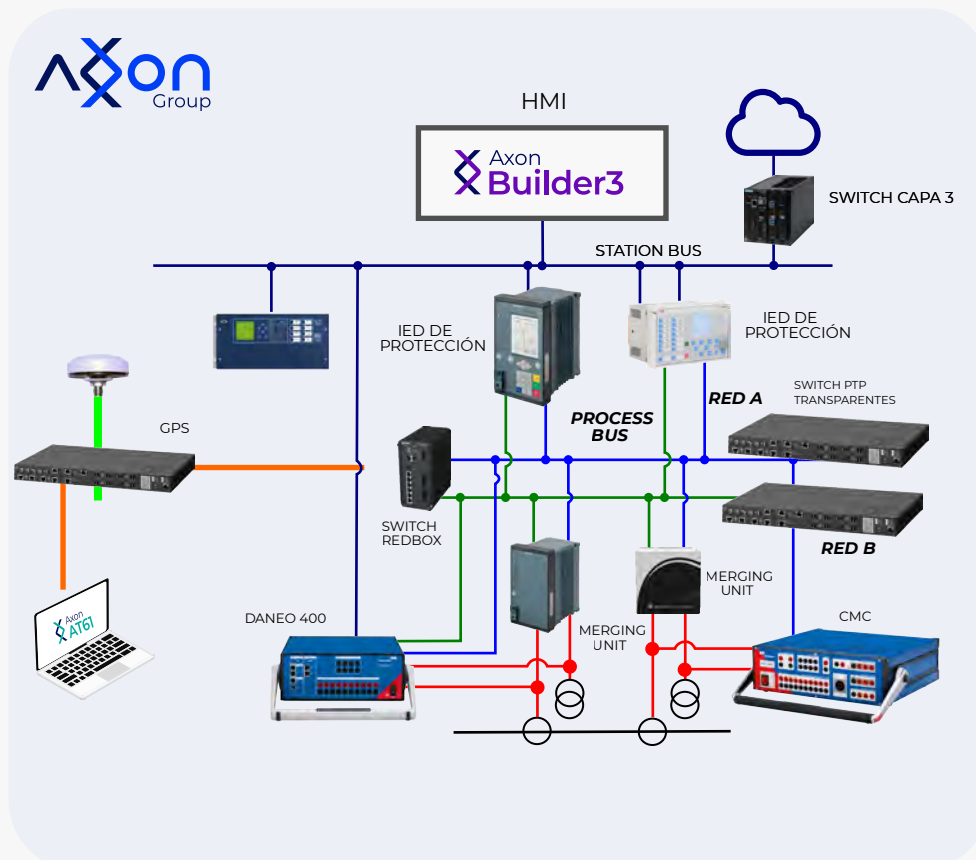 Axon
Group
HMI
Axon
Builder3
SWITCH CAPA 3
STATION BUS
IED DE
PROTECCIÓN
IED DE
PROTECCIÓN
GPS
PROCESS
BUS
RED A
SWITCH PTP
TRANSPARENTES
SWITCH
REDBOX
RED B
Axon
AT61
DANEO 400
MERGING
UNIT
MERGING
UNIT
CMC